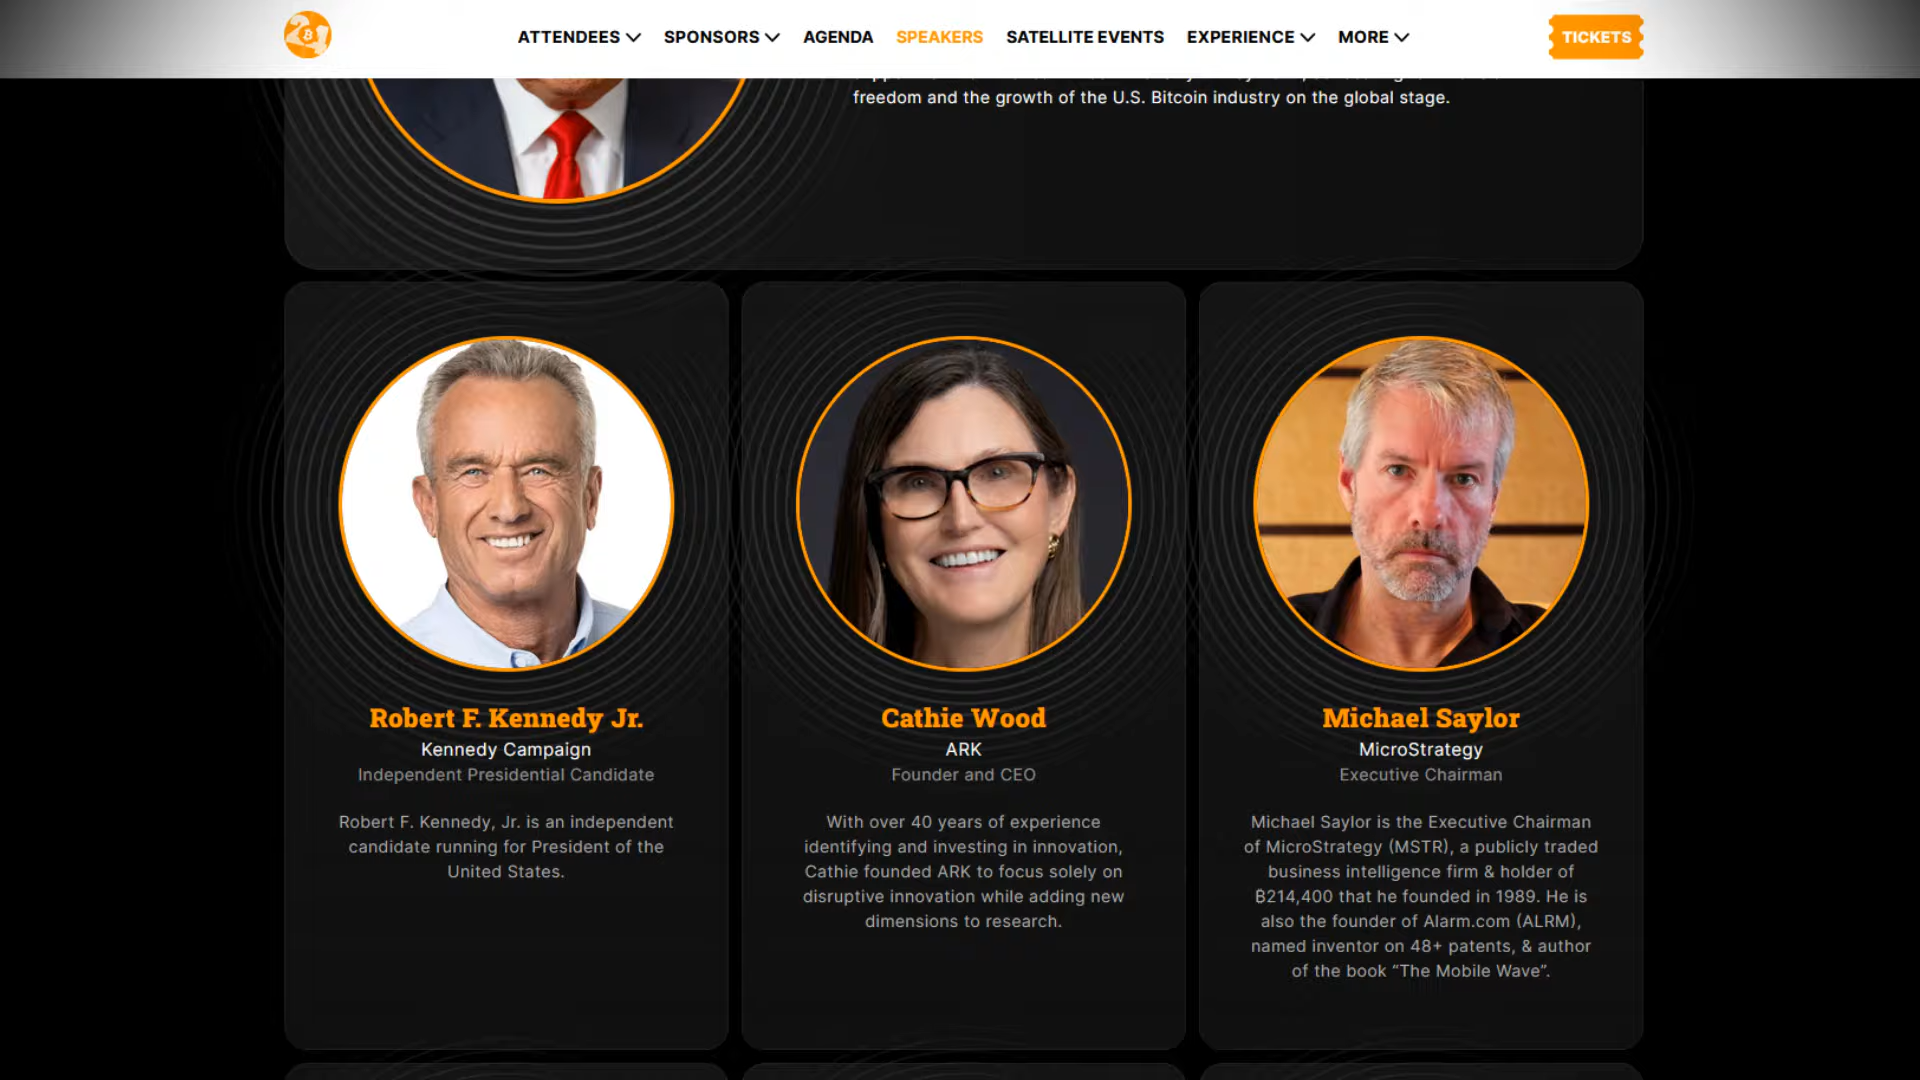 ATTENDEES SPONSORS AGENDA SPEAKERS SATELLITE EVENTS EXPERIENCE MORE TICKETS
freedom and the growth of the U.S. Bitcoin industry on the global stage.
Robert F. Kennedy Jr.
Kennedy Campaign
Independent Presidential Candidate
Robert F. Kennedy, Jr. is an independent
candidate running for President of the
United States.
Cathie Wood
ARK
Founder and CEO
With over 40 years of experience
identifying and investing in innovation,
Cathie founded ARK to focus solely on
disruptive innovation while adding new
dimensions to research.
Michael Saylor
MicroStrategy
Executive Chairman
Michael Saylor is the Executive Chairman
of MicroStrategy (MSTR), a publicly traded
business intelligence firm & holder of
₿214,400 that he founded in 1989. He is
also the founder of Alarm.com (ALRM),
named inventor on 48+ patents, & author
of the book “The Mobile Wave”.